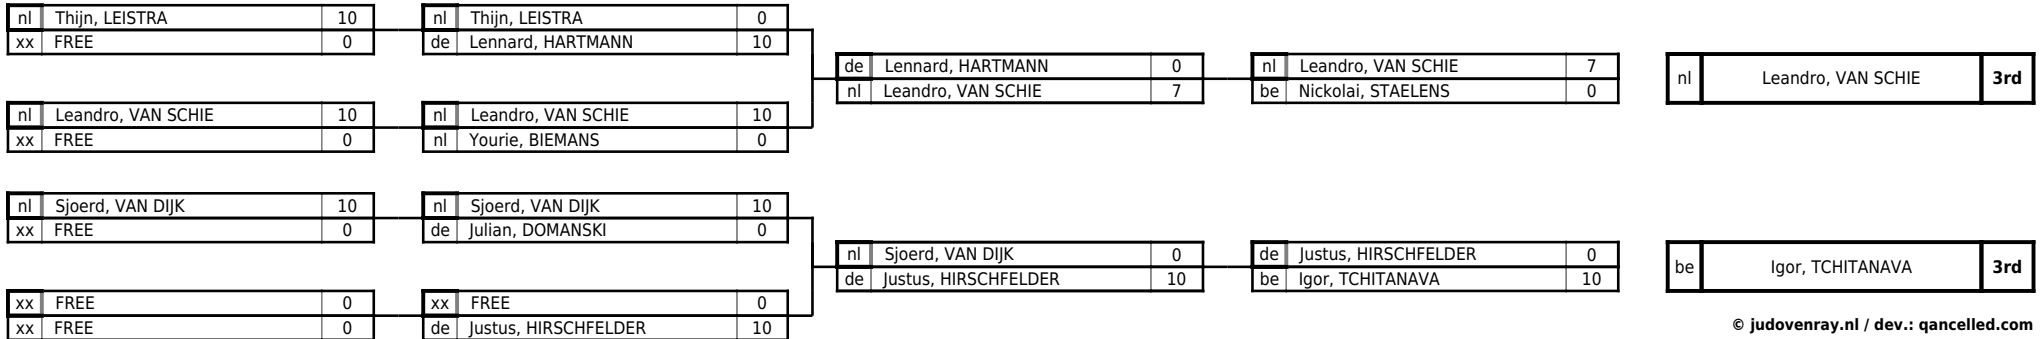 nl Thijn, LEISTRA 10
xx FREE 0
nl Leandro, VAN SCHIE 10
xx FREE 0
nl Sjoerd, VAN DIJK 10
xx FREE 0
xx FREE 0
xx FREE 0
nl Thijn, LEISTRA 0
de Lennard, HARTMANN 10
nl Leandro, VAN SCHIE 10
nl Yourie, BIEMANS 0
nl Sjoerd, VAN DIJK 10
de Julian, DOMANSKI 0
xx FREE 0
de Justus, HIRSCHFELDER 10
de Lennard, HARTMANN 0
nl Leandro, VAN SCHIE 7
nl Sjoerd, VAN DIJK 0
de Justus, HIRSCHFELDER 10
nl Leandro, VAN SCHIE 7
be Nickolai, STAELENS 0
de Justus, HIRSCHFELDER 0
be Igor, TCHITANAVA 10
nl Leandro, VAN SCHIE 3rd
be Igor, TCHITANAVA 3rd
© judovenray.nl / dev.: qancelled.com